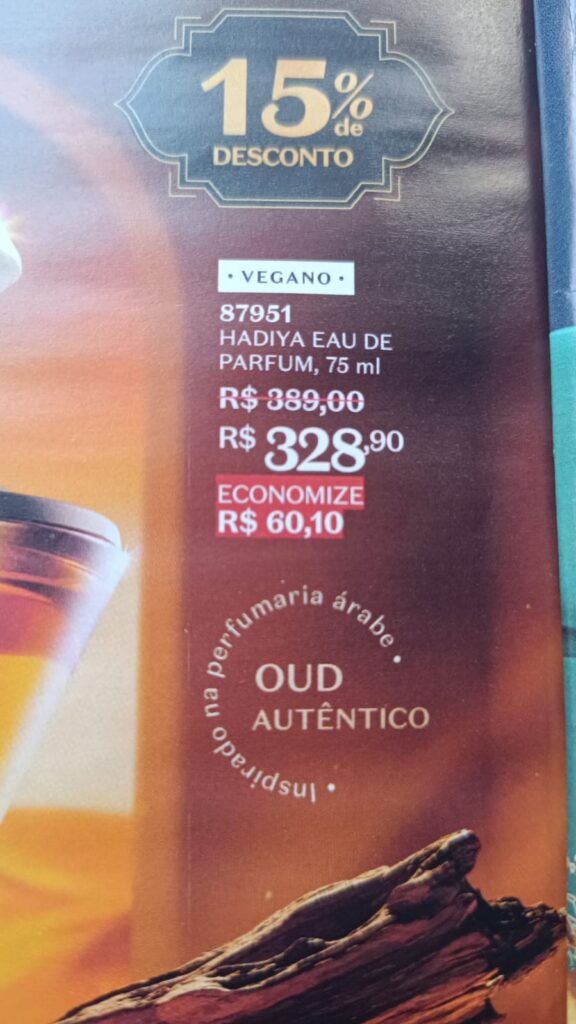 15% de
DESCONTO
• VEGANO •
87951
HADIYA EAU DE
PARFUM, 75 ml
R$ 389,00
R$ 328,90
ECONOMIZE
R$ 60,10
• Inspirado na perfumaria árabe •
OUD
AUTÊNTICO